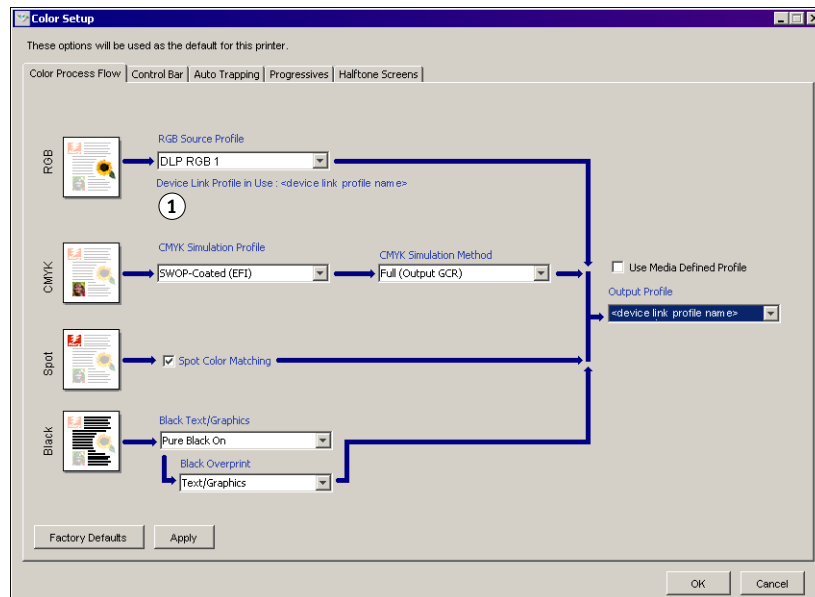 Color Setup
These options will be used as the default for this printer.
Color Process Flow Control Bar Auto Trapping Progressives Halftone Screens
RGB
RGB Source Profile
DLP RGB 1
Device Link Profile in Use : <device link profile name>
1
CMYK
CMYK Simulation Profile
SWOP-Coated (EFI)
CMYK Simulation Method
Full (Output GCR)
Use Media Defined Profile
Output Profile
<device link profile name>
Spot
Spot Color Matching
Black
Black Text/Graphics
Pure Black On
Black Overprint
Text/Graphics
Factory Defaults Apply
OK Cancel